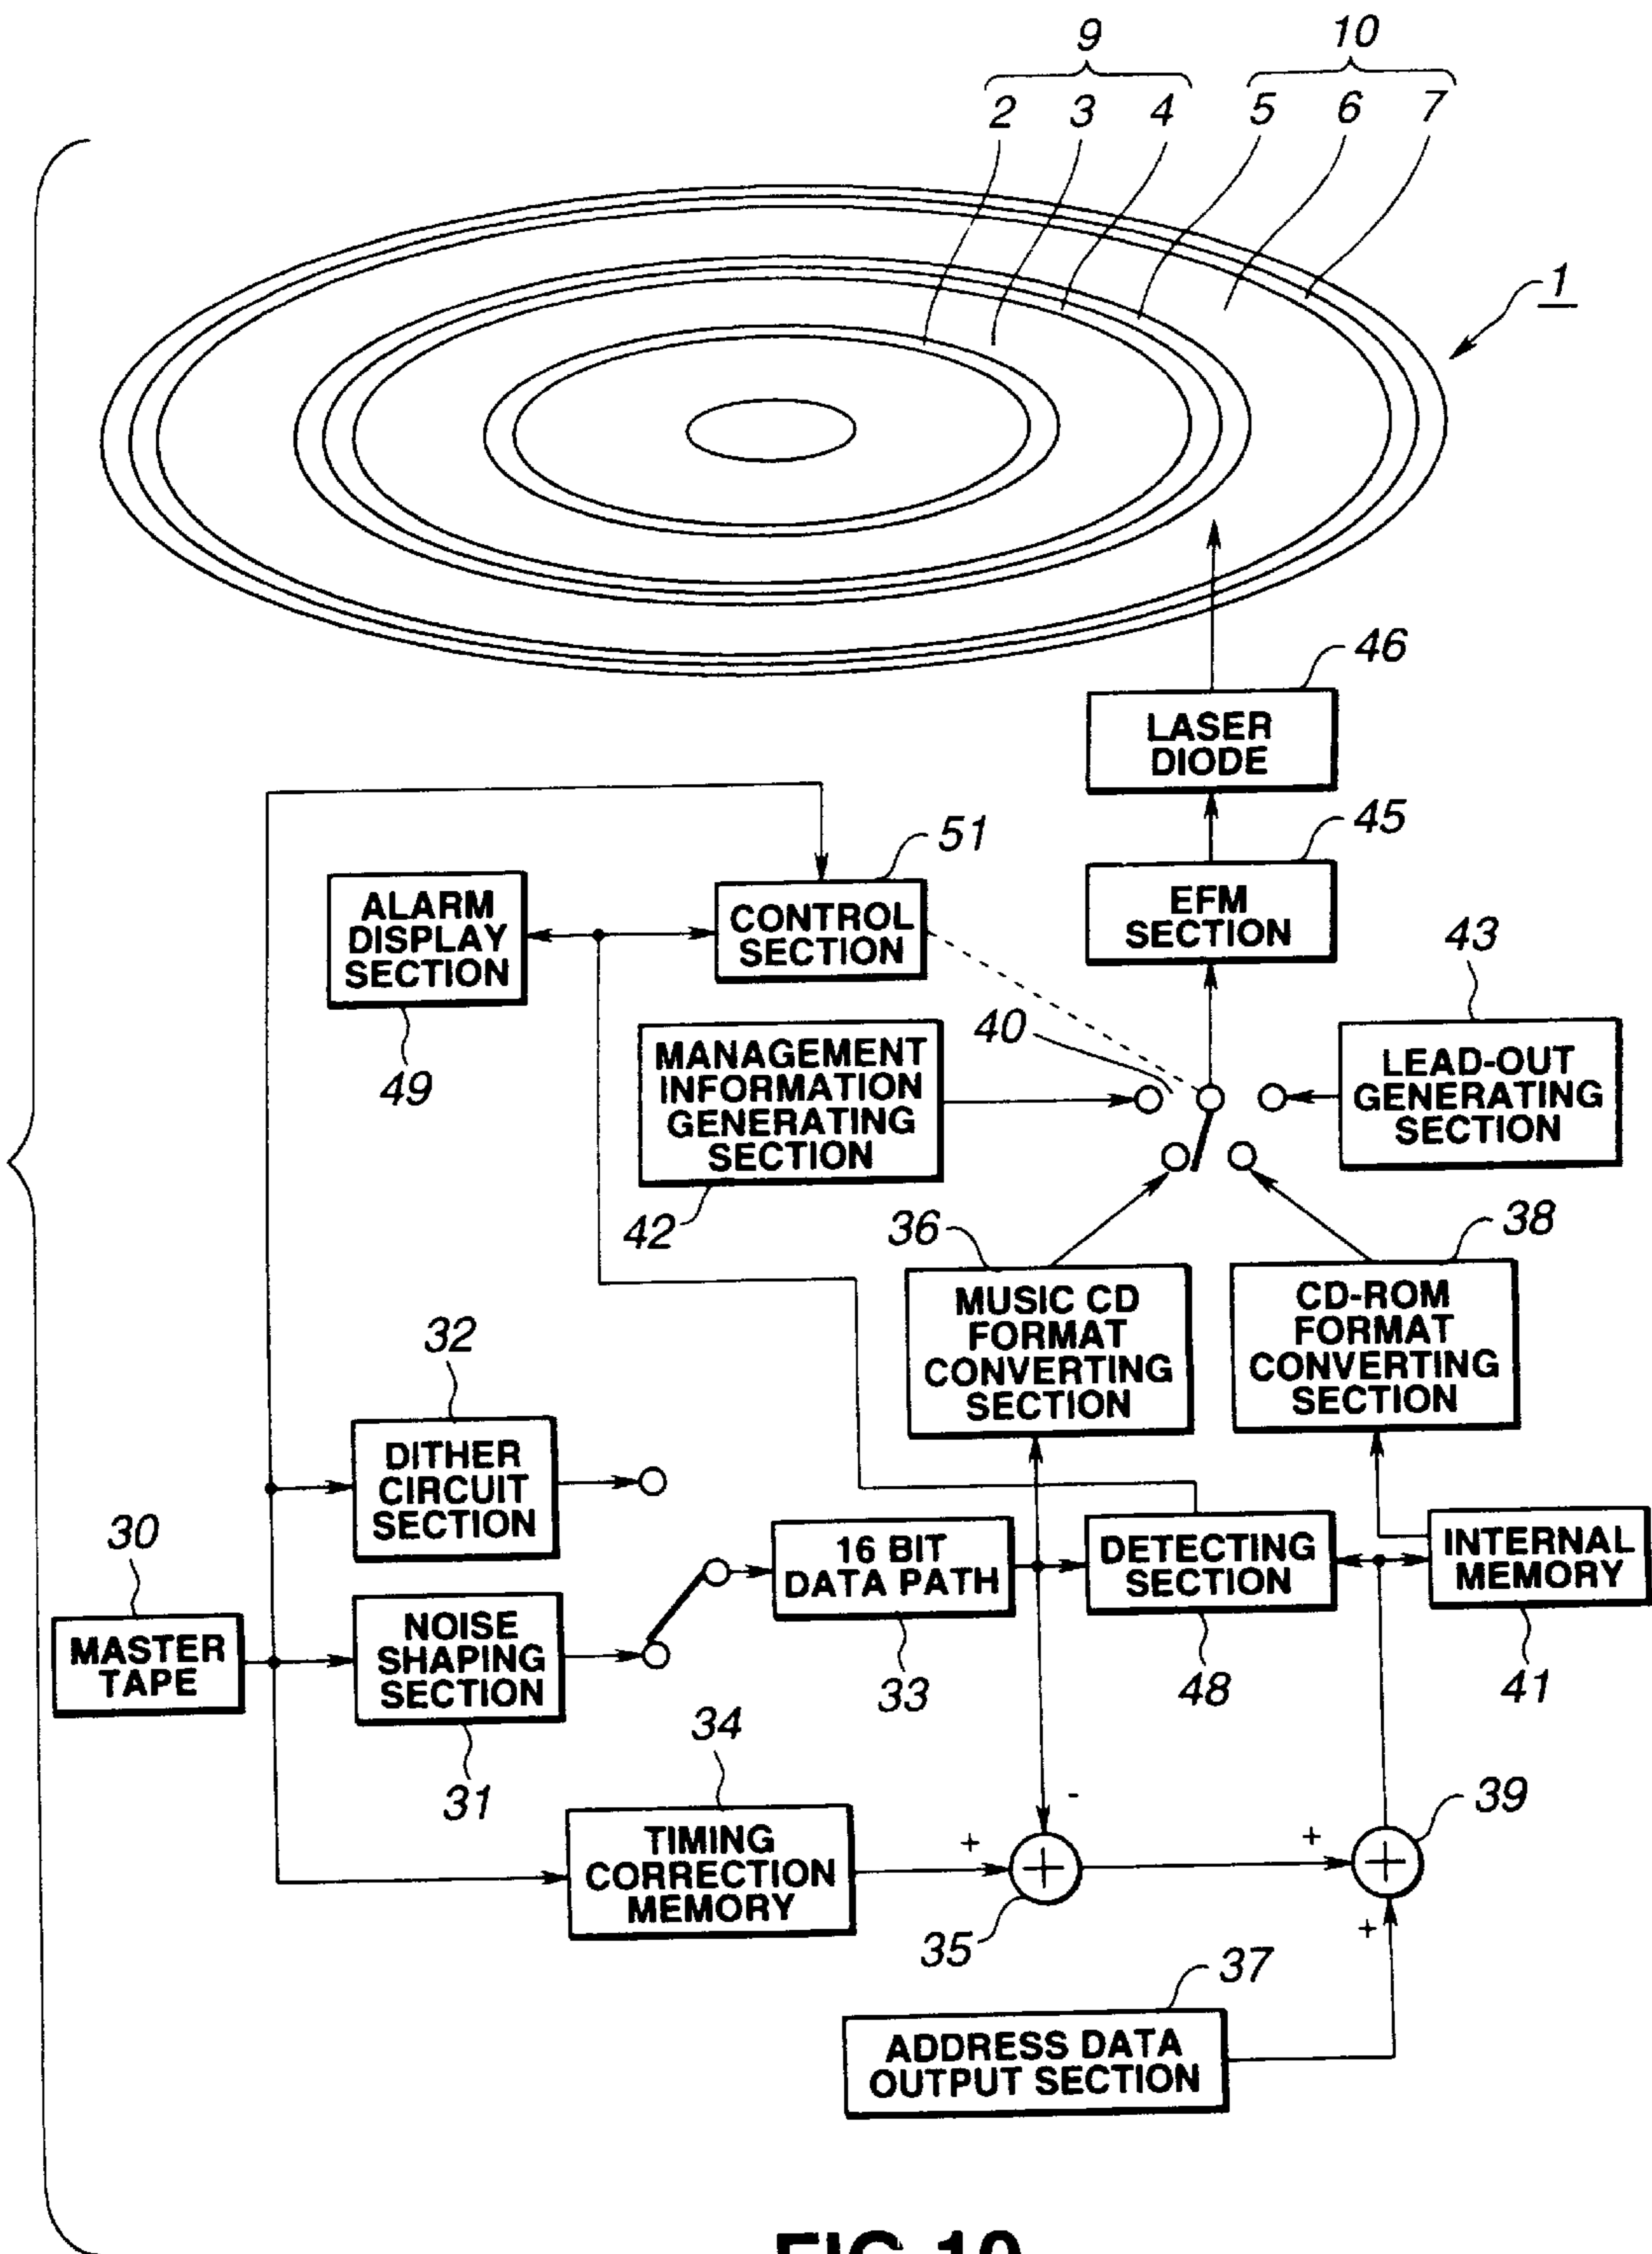 9 10
2 3 4 5 6 7
1
46
LASER
DIODE
45
51
ALARM
DISPLAY
SECTION
CONTROL
SECTION
EFM
SECTION
43
49
40
MANAGEMENT
INFORMATION
GENERATING
SECTION
LEAD-OUT
GENERATING
SECTION
42
36
38
MUSIC CD
FORMAT
CONVERTING
SECTION
CD-ROM
FORMAT
CONVERTING
SECTION
32
DITHER
CIRCUIT
SECTION
30
16 BIT
DATA PATH
DETECTING
SECTION
INTERNAL
MEMORY
MASTER
TAPE
NOISE
SHAPING
SECTION
33
48
41
31
34
-
39
TIMING
CORRECTION
MEMORY
+
+
+
+
35
+
37
ADDRESS DATA
OUTPUT SECTION